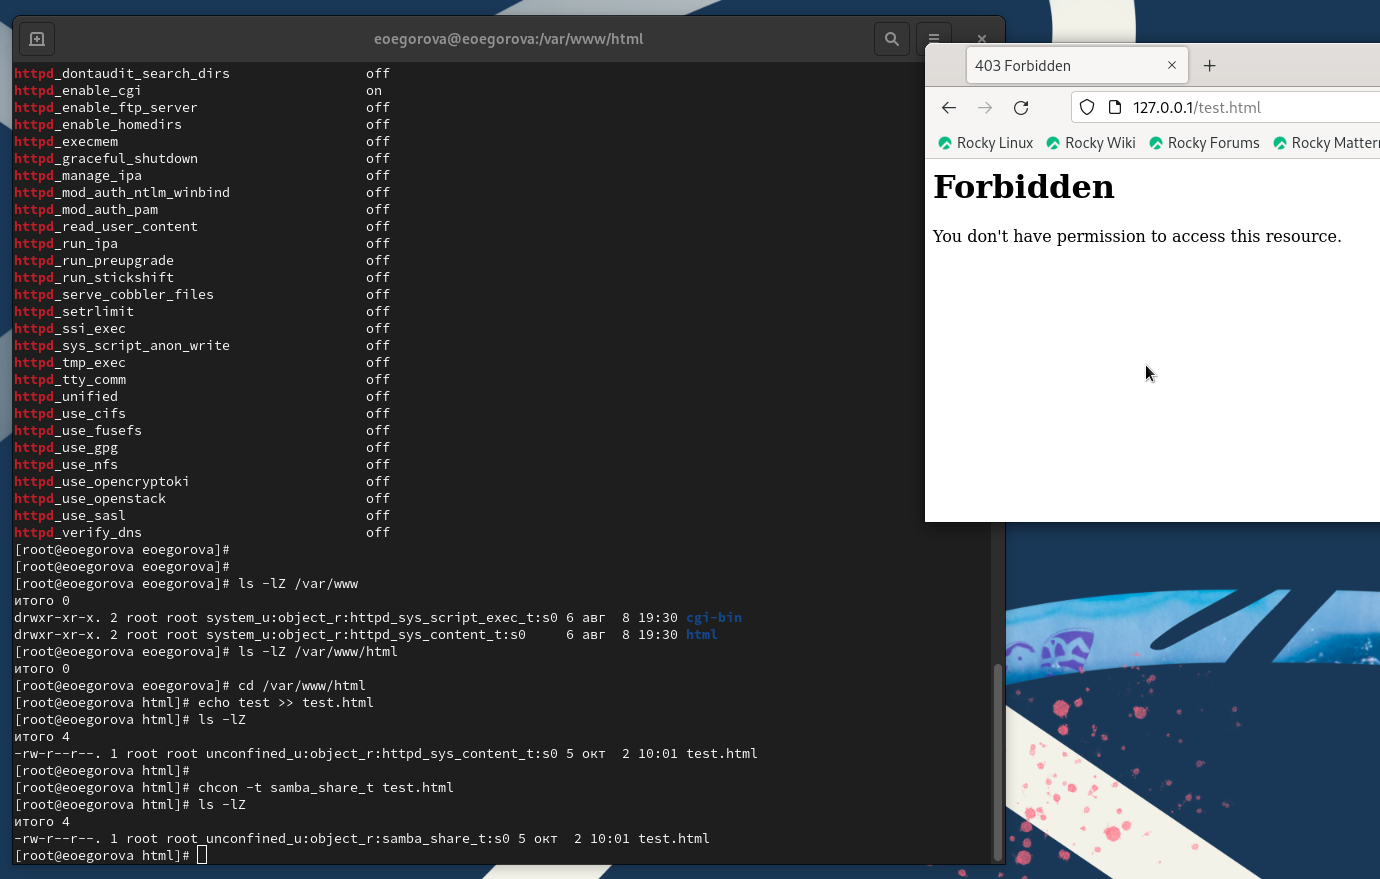 eoegorova@eoegorova:/var/www/html
httpd_dontaudit_search_dirs off
httpd_enable_cgi on
httpd_enable_ftp_server off
httpd_enable_homedirs off
httpd_execmem off
httpd_graceful_shutdown off
httpd_manage_ipa off
httpd_mod_auth_ntlm_winbind off
httpd_mod_auth_pam off
httpd_read_user_content off
httpd_run_ipa off
httpd_run_preupgrade off
httpd_run_stickshift off
httpd_serve_cobbler_files off
httpd_setrlimit off
httpd_ssi_exec off
httpd_sys_script_anon_write off
httpd_tmp_exec off
httpd_tty_comm off
httpd_unified off
httpd_use_cifs off
httpd_use_fusefs off
httpd_use_gpg off
httpd_use_nfs off
httpd_use_opencryptoki off
httpd_use_openstack off
httpd_use_sasl off
httpd_verify_dns off
[root@eoegorova eoegorova]#
[root@eoegorova eoegorova]#
[root@eoegorova eoegorova]# ls -lZ /var/www
итого 0
drwxr-xr-x. 2 root root system_u:object_r:httpd_sys_script_exec_t:s0 6 авг  8 19:30 cgi-bin
drwxr-xr-x. 2 root root system_u:object_r:httpd_sys_content_t:s0     6 авг  8 19:30 html
[root@eoegorova eoegorova]# ls -lZ /var/www/html
итого 0
[root@eoegorova eoegorova]# cd /var/www/html
[root@eoegorova html]# echo test >> test.html
[root@eoegorova html]# ls -lZ
итого 4
-rw-r--r--. 1 root root unconfined_u:object_r:httpd_sys_content_t:s0 5 окт  2 10:01 test.html
[root@eoegorova html]#
[root@eoegorova html]# chcon -t samba_share_t test.html
[root@eoegorova html]# ls -lZ
итого 4
-rw-r--r--. 1 root root unconfined_u:object_r:samba_share_t:s0 5 окт  2 10:01 test.html
[root@eoegorova html]#
403 Forbidden
127.0.0.1/test.html
Rocky Linux Rocky Wiki Rocky Forums Rocky Matter
Forbidden
You don't have permission to access this resource.